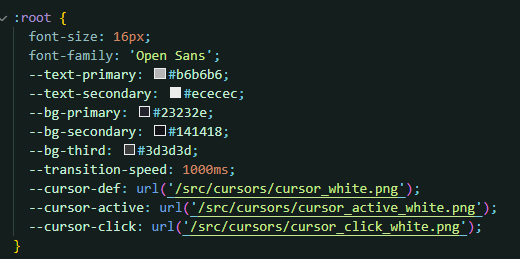 :root {
font-size: 16px;
font-family: 'Open Sans';
--text-primary: #b6b6b6;
--text-secondary: #ececec;
--bg-primary: #23232e;
--bg-secondary: #141418;
--bg-third: #3d3d3d;
--transition-speed: 1000ms;
--cursor-def: url('/src/cursors/cursor_white.png');
--cursor-active: url('/src/cursors/cursor_active_white.png');
--cursor-click: url('/src/cursors/cursor_click_white.png');
}